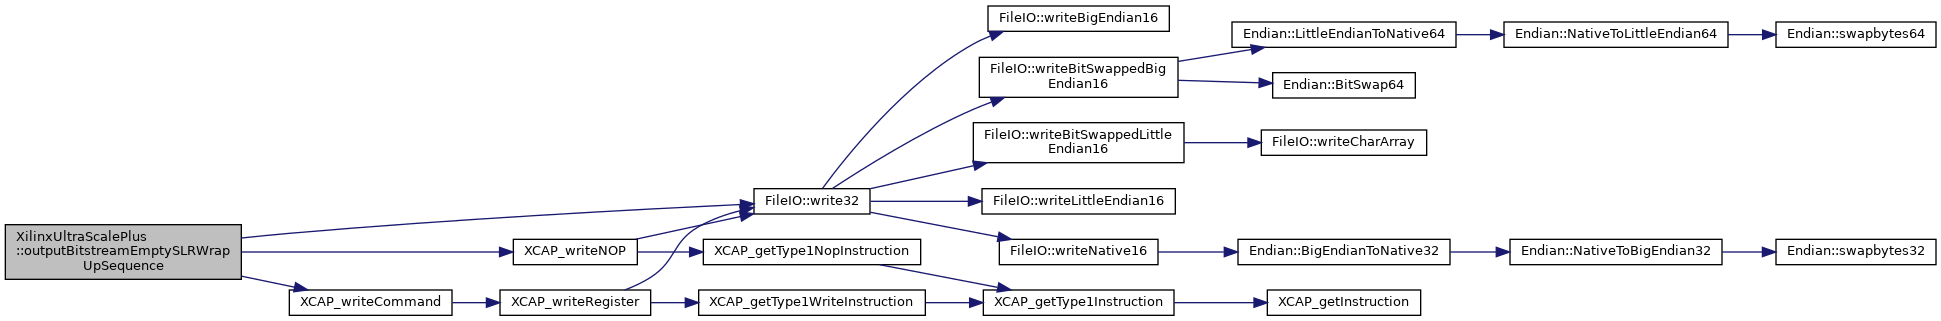 XilinxUltraScalePlus
::outputBitstreamEmptySLRWrap
UpSequence
XCAP_writeCommand
XCAP_writeNOP
XCAP_writeRegister
FileIO::write32
XCAP_getType1NopInstruction
XCAP_getType1WriteInstruction
FileIO::writeBigEndian16
FileIO::writeBitSwappedBig
Endian16
FileIO::writeBitSwappedLittle
Endian16
FileIO::writeLittleEndian16
FileIO::writeNative16
XCAP_getType1Instruction
Endian::LittleEndianToNative64
Endian::BitSwap64
FileIO::writeCharArray
Endian::BigEndianToNative32
XCAP_getInstruction
Endian::NativeToLittleEndian64
Endian::NativeToBigEndian32
Endian::swapbytes64
Endian::swapbytes32